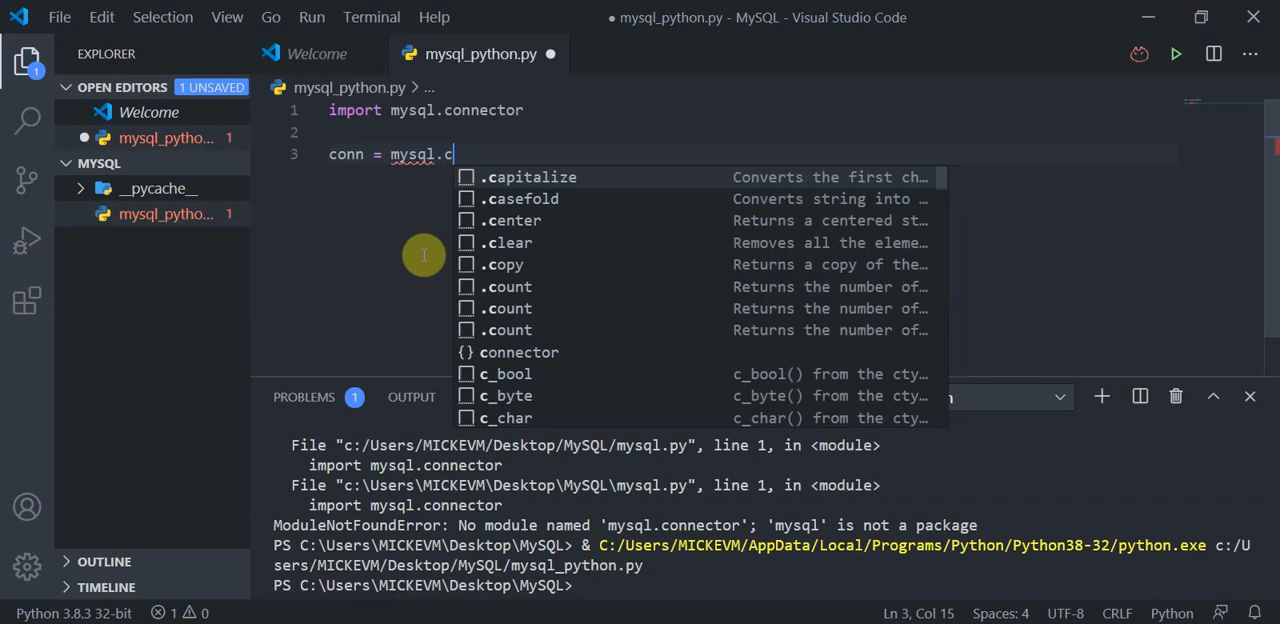 File Edit Selection View Go Run Terminal Help ● mysql_python.py - MySQL - Visual Studio Code
EXPLORER
Welcome
mysql_python.py ●
OPEN EDITORS 1 UNSAVED
Welcome
mysql_pytho... 1
MYSQL
__pycache__
mysql_pytho... 1
OUTLINE
TIMELINE
1
mysql_python.py > ...
1 import mysql.connector
2
3 conn = mysql.c
.capitalize Converts the first ch…
.casefold Converts string into …
.center Returns a centered st…
.clear Removes all the eleme…
.copy Returns a copy of the…
.count Returns the number of…
.count Returns the number of…
.count Returns the number of…
{} connector
c_bool c_bool() from the cty…
c_byte c_byte() from the cty…
c_char c_char() from the cty…
PROBLEMS 1 OUTPUT
File "c:/Users/MICKEVM/Desktop/MySQL/mysql.py", line 1, in <module>
import mysql.connector
File "c:\Users\MICKEVM\Desktop\MySQL\mysql.py", line 1, in <module>
import mysql.connector
ModuleNotFoundError: No module named 'mysql.connector'; 'mysql' is not a package
PS C:\Users\MICKEVM\Desktop\MySQL> & C:/Users/MICKEVM/AppData/Local/Programs/Python/Python38-32/python.exe c:/U
sers/MICKEVM/Desktop/MySQL/mysql_python.py
PS C:\Users\MICKEVM\Desktop\MySQL>
Python 3.8.3 32-bit 1 0 Ln 3, Col 15 Spaces: 4 UTF-8 CRLF Python